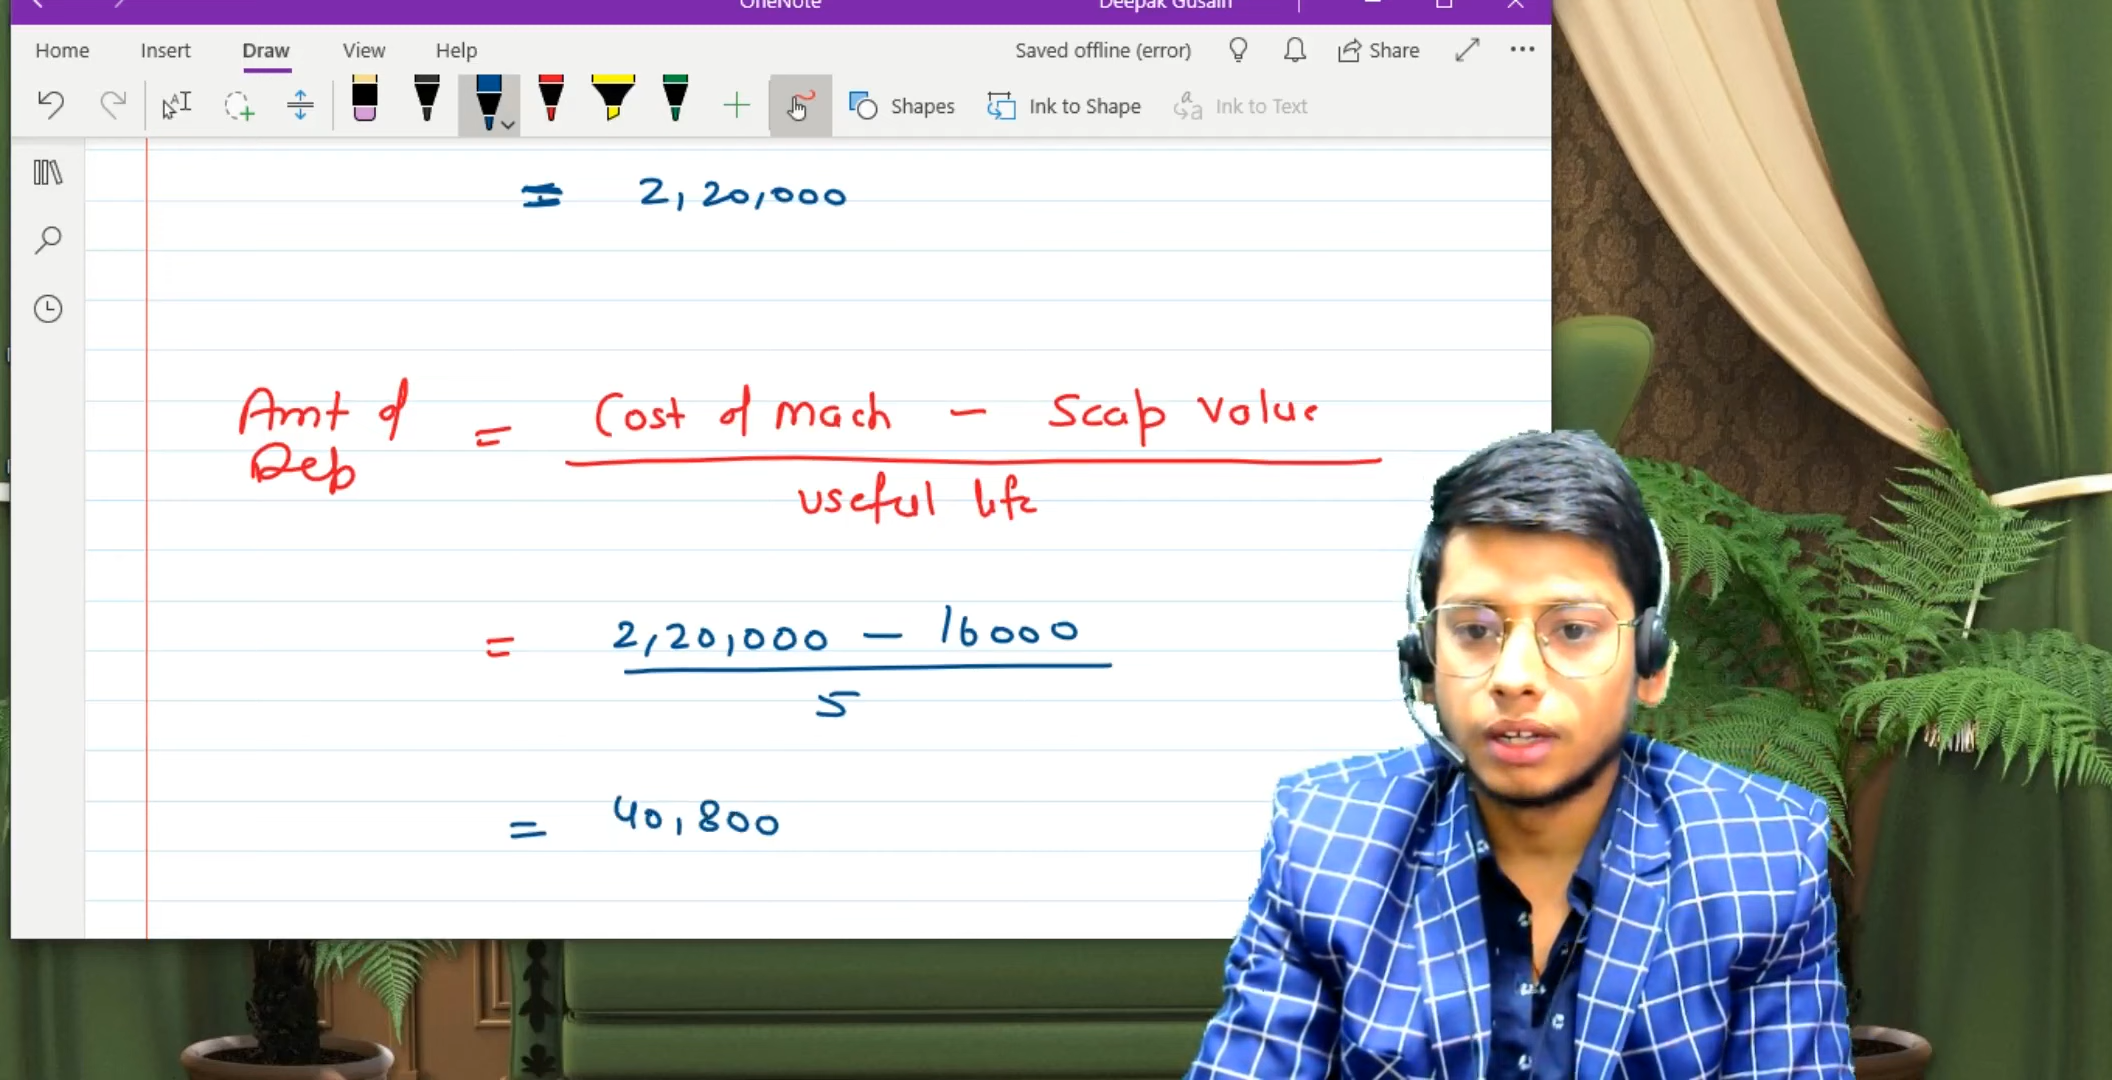 OneNote
Deepak Gusain
Home Insert Draw View Help Saved offline (error) Share
Shapes Ink to Shape Ink to Text
= 2,20,000
Amt of Dep = Cost of mach - Scap value
useful life
= 2,20,000 - 16000
5
= 40,800